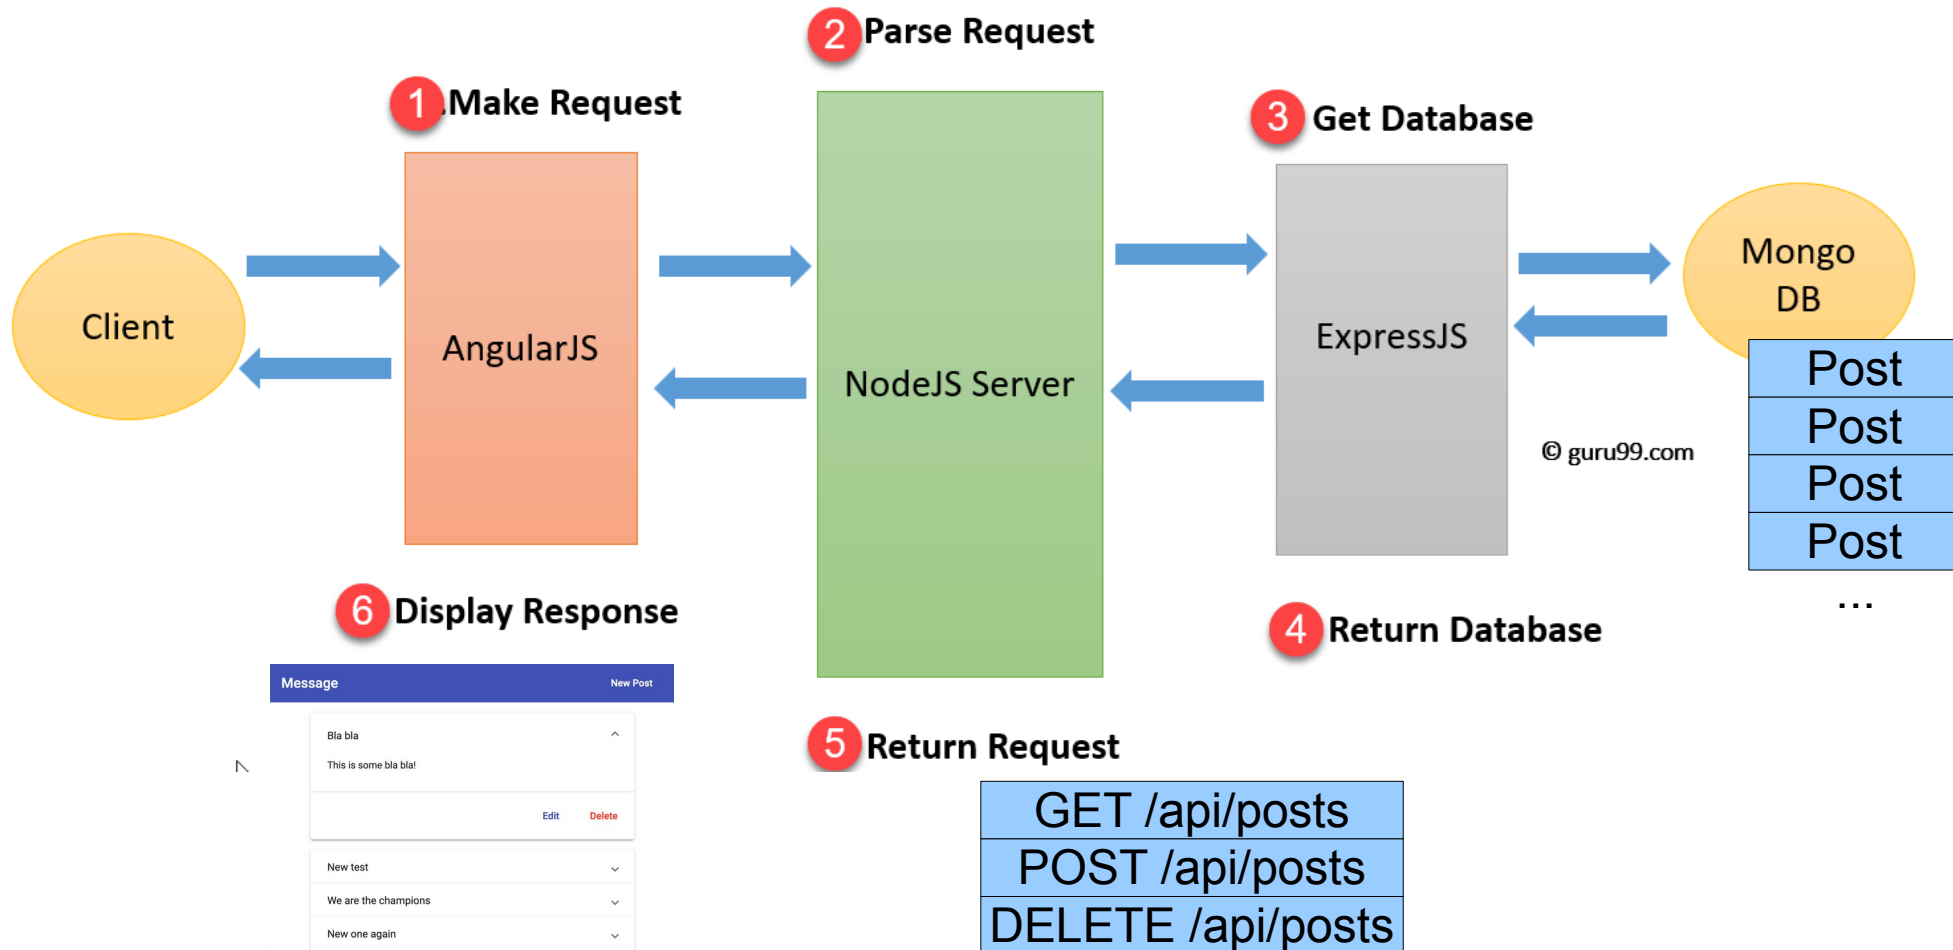 2 Parse Request
1 .Make Request
3 Get Database
Client
AngularJS
NodeJS Server
ExpressJS
Mongo
DB
Post
Post
Post
Post
...
© guru99.com
6 Display Response
4 Return Database
Message New Post
Bla bla
This is some bla bla!
Edit Delete
New test
We are the champions
New one again
5 Return Request
GET /api/posts
POST /api/posts
DELETE /api/posts